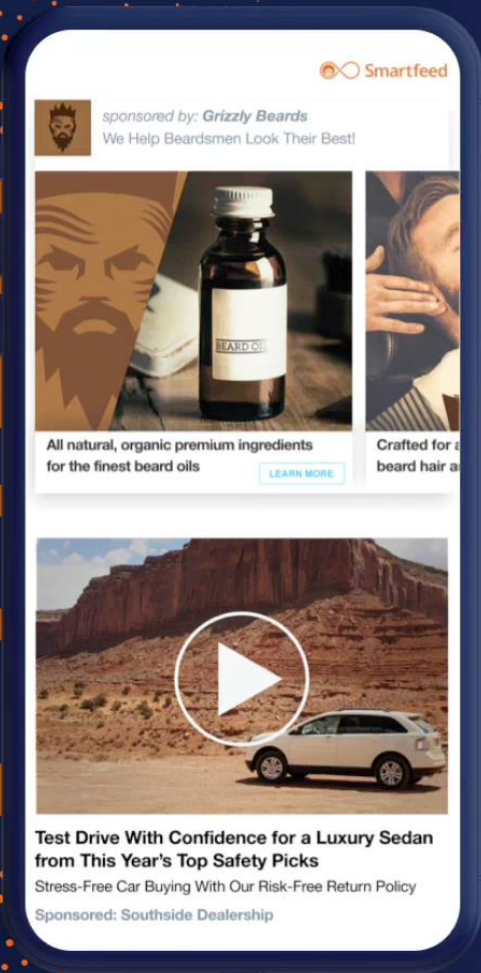 Smartfeed
sponsored by: Grizzly Beards
We Help Beardsmen Look Their Best!
BEARD OIL
All natural, organic premium ingredients
for the finest beard oils
LEARN MORE
Crafted for
beard hair
Test Drive With Confidence for a Luxury Sedan
from This Year's Top Safety Picks
Stress-Free Car Buying With Our Risk-Free Return Policy
Sponsored: Southside Dealership